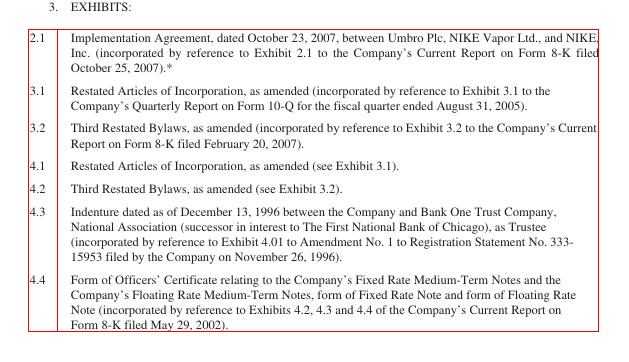 3. EXHIBITS:
2.1 Implementation Agreement, dated October 23, 2007, between Umbro Plc, NIKE Vapor Ltd., and NIKE,
Inc. (incorporated by reference to Exhibit 2.1 to the Company’s Current Report on Form 8-K filed
October 25, 2007).*
3.1 Restated Articles of Incorporation, as amended (incorporated by reference to Exhibit 3.1 to the
Company’s Quarterly Report on Form 10-Q for the fiscal quarter ended August 31, 2005).
3.2 Third Restated Bylaws, as amended (incorporated by reference to Exhibit 3.2 to the Company’s Current
Report on Form 8-K filed February 20, 2007).
4.1 Restated Articles of Incorporation, as amended (see Exhibit 3.1).
4.2 Third Restated Bylaws, as amended (see Exhibit 3.2).
4.3 Indenture dated as of December 13, 1996 between the Company and Bank One Trust Company,
National Association (successor in interest to The First National Bank of Chicago), as Trustee
(incorporated by reference to Exhibit 4.01 to Amendment No. 1 to Registration Statement No. 333-
15953 filed by the Company on November 26, 1996).
4.4 Form of Officers’ Certificate relating to the Company’s Fixed Rate Medium-Term Notes and the
Company’s Floating Rate Medium-Term Notes, form of Fixed Rate Note and form of Floating Rate
Note (incorporated by reference to Exhibits 4.2, 4.3 and 4.4 of the Company’s Current Report on
Form 8-K filed May 29, 2002).